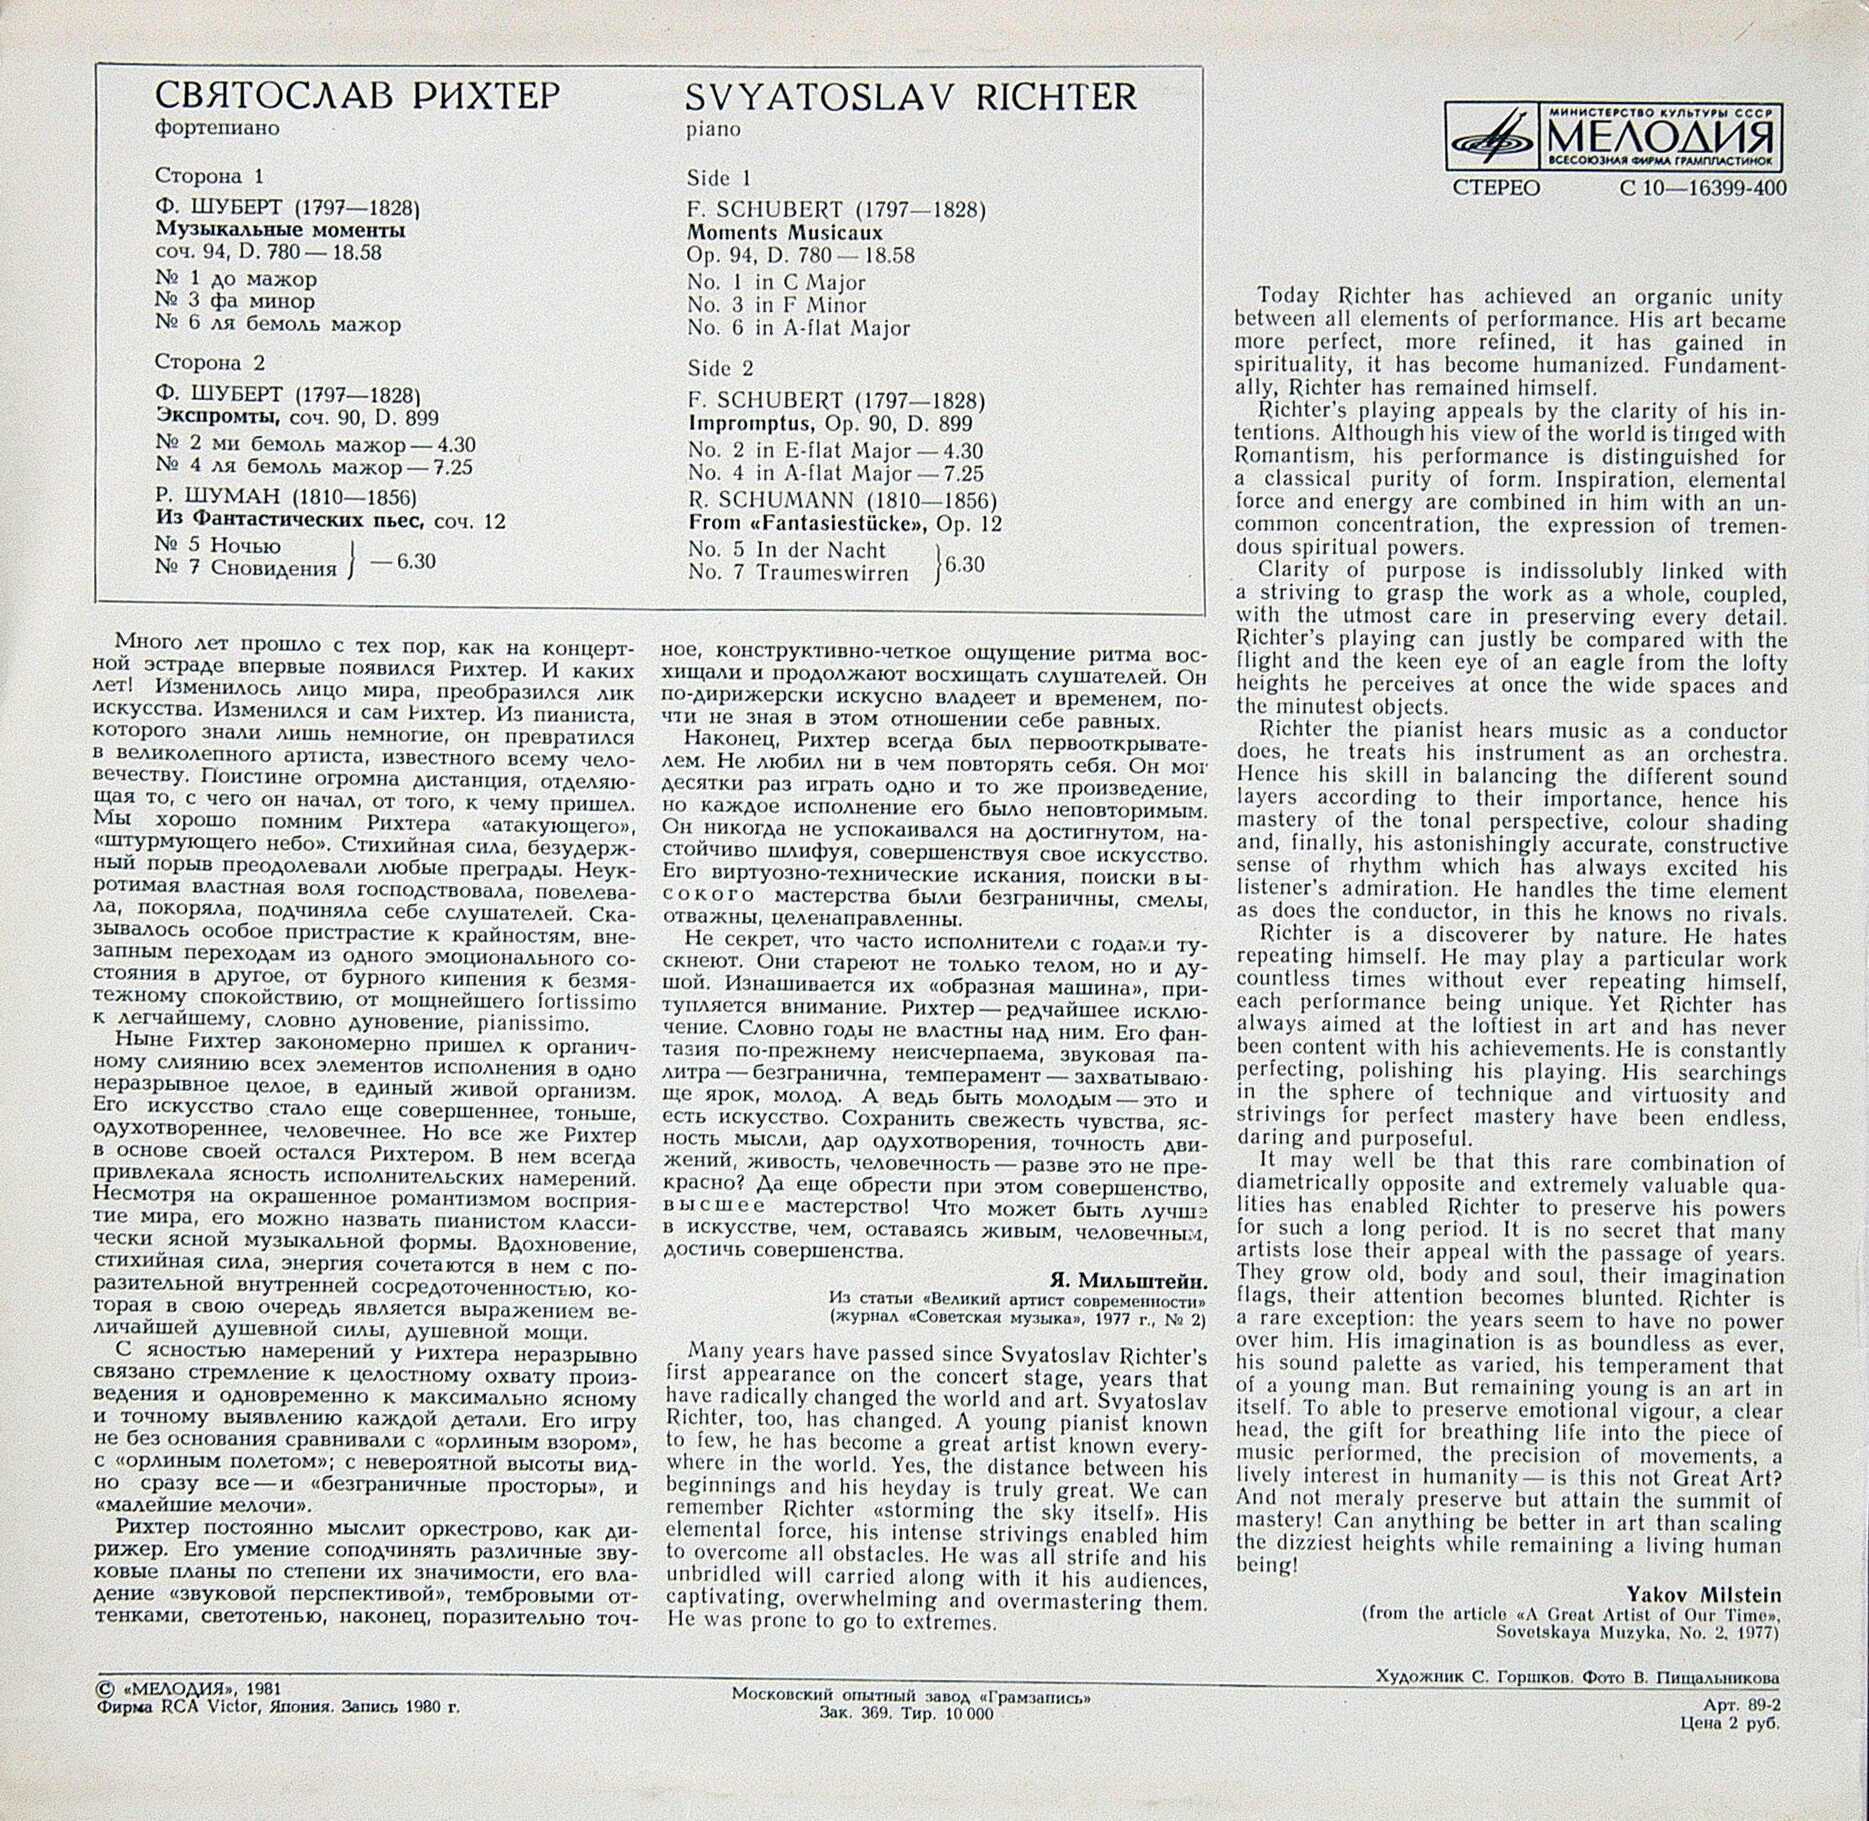 СВЯТОСЛАВ РИХТЕР
фортепиано
Сторона 1
Ф. ШУБЕРТ (1797—1828)
Музыкальные моменты
соч. 94, D. 780 — 18.58
№ 1 до мажор
№ 3 фа минор
№ 6 ля бемоль мажор
Сторона 2
Ф. ШУБЕРТ (1797—1828)
Экспромты, соч. 90, D. 899
№ 2 ми бемоль мажор — 4.30
№ 4 ля бемоль мажор — 7.25
Р. ШУМАН (1810—1856)
Из Фантастических пьес, соч. 12
№ 5 Ночью
№ 7 Сновидения } — 6.30
SVYATOSLAV RICHTER
piano
Side 1
F. SCHUBERT (1797—1828)
Moments Musicaux
Op. 94, D. 780 — 18.58
No. 1 in C Major
No. 3 in F Minor
No. 6 in A-flat Major
Side 2
F. SCHUBERT (1797—1828)
Impromptus, Op. 90, D. 899
No. 2 in E-flat Major — 4.30
No. 4 in A-flat Major — 7.25
R. SCHUMANN (1810—1856)
From «Fantasiestücke», Op. 12
No. 5 In der Nacht
No. 7 Traumeswirren } 6.30
МИНИСТЕРСТВО КУЛЬТУРЫ СССР
МЕЛОДИЯ
ВСЕСОЮЗНАЯ ФИРМА ГРАМПЛАСТИНОК
СТЕРЕО С 10—16399-400
Много лет прошло с тех пор, как на концерт-
ной эстраде впервые появился Рихтер. И каких
лет! Изменилось лицо мира, преобразился лик
искусства. Изменился и сам Рихтер. Из пианиста,
которого знали лишь немногие, он превратился
в великолепного артиста, известного всему чело-
вечеству. Поистине огромна дистанция, отделяю-
щая то, с чего он начал, от того, к чему пришел.
Мы хорошо помним Рихтера «атакующего»,
«штурмующего небо». Стихийная сила, безудерж-
ный порыв преодолевали любые преграды. Неук-
ротимая властная воля господствовала, повелева-
ла, покоряла, подчиняла себе слушателей. Ска-
зывалось особое пристрастие к крайностям, вне-
запным переходам из одного эмоционального со-
стояния в другое, от бурного кипения к безмя-
тежному спокойствию, от мощнейшего fortissimo
к легчайшему, словно дуновение, pianissimo.
Ныне Рихтер закономерно пришел к органич-
ному слиянию всех элементов исполнения в одно
неразрывное целое, в единый живой организм.
Его искусство стало еще совершеннее, тоньше,
одухотвореннее, человечнее. Но все же Рихтер
в основе своей остался Рихтером. В нем всегда
привлекала ясность исполнительских намерений.
Несмотря на окрашенное романтизмом восприя-
тие мира, его можно назвать пианистом класси-
чески ясной музыкальной формы. Вдохновение,
стихийная сила, энергия сочетаются в нем с по-
разительной внутренней сосредоточенностью, ко-
торая в свою очередь является выражением ве-
личайшей душевной силы, душевной мощи.
С ясностью намерений у Рихтера неразрывно
связано стремление к целостному охвату произ-
ведения и одновременно к максимально ясному
и точному выявлению каждой детали. Его игру
не без основания сравнивали с «орлиным взором»,
с «орлиным полетом»; с невероятной высоты вид-
но сразу все — и «безграничные просторы», и
«малейшие мелочи».
Рихтер постоянно мыслит оркестрово, как ди-
рижер. Его умение соподчинять различные зву-
ковые планы по степени их значимости, его вла-
дение «звуковой перспективой», тембровыми от-
тенками, светотенью, наконец, поразительно точ-
ное, конструктивно-четкое ощущение ритма вос-
хищали и продолжают восхищать слушателей. Он
по-дирижерски искусно владеет и временем, по-
чти не зная в этом отношении себе равных.
Наконец, Рихтер всегда был первооткрывате-
лем. Не любил ни в чем повторять себя. Он мог
десятки раз играть одно и то же произведение,
но каждое исполнение его было неповторимым.
Он никогда не успокаивался на достигнутом, на-
стойчиво шлифуя, совершенствуя свое искусство.
Его виртуозно-технические искания, поиски вы-
сокого мастерства были безграничны, смелы,
отважны, целенаправленны.
Не секрет, что часто исполнители с годами ту-
скнеют. Они стареют не только телом, но и ду-
шой. Изнашивается их «образная машина», при-
тупляется внимание. Рихтер — редчайшее исклю-
чение. Словно годы не властны над ним. Его фан-
тазия по-прежнему неисчерпаема, звуковая па-
литра — безгранична, темперамент — захватываю-
ще ярок, молод. А ведь быть молодым — это и
есть искусство. Сохранить свежесть чувства, яс-
ность мысли, дар одухотворения, точность дви-
жений, живость, человечность — разве это не пре-
красно? Да еще обрести при этом совершенство,
высшее мастерство! Что может быть лучше
в искусстве, чем, оставаясь живым, человечным,
достичь совершенства.
Я. Мильштейн.
Из статьи «Великий артист современности»
(журнал «Советская музыка», 1977 г., № 2)
Many years have passed since Svyatoslav Richter's
first appearance on the concert stage, years that
have radically changed the world and art. Svyatoslav
Richter, too, has changed. A young pianist known
to few, he has become a great artist known every-
where in the world. Yes, the distance between his
beginnings and his heyday is truly great. We can
remember Richter «storming the sky itself». His
elemental force, his intense strivings enabled him
to overcome all obstacles. He was all strife and his
unbridled will carried along with it his audiences,
captivating, overwhelming and overmastering them.
He was prone to go to extremes.
Today Richter has achieved an organic unity
between all elements of performance. His art became
more perfect, more refined, it has gained in
spirituality, it has become humanized. Fundament-
ally, Richter has remained himself.
Richter's playing appeals by the clarity of his in-
tentions. Although his view of the world is tinged with
Romantism, his performance is distinguished for
a classical purity of form. Inspiration, elemental
force and energy are combined in him with an un-
common concentration, the expression of tremen-
dous spiritual powers.
Clarity of purpose is indissolubly linked with
a striving to grasp the work as a whole, coupled,
with the utmost care in preserving every detail.
Richter's playing can justly be compared with the
flight and the keen eye of an eagle from the lofty
heights he perceives at once the wide spaces and
the minutest objects.
Richter the pianist hears music as a conductor
does, he treats his instrument as an orchestra.
Hence his skill in balancing the different sound
layers according to their importance, hence his
mastery of the tonal perspective, colour shading
and, finally, his astonishingly accurate, constructive
sense of rhythm which has always excited his
listener's admiration. He handles the time element
as does the conductor, in this he knows no rivals.
Richter is a discoverer by nature. He hates
repeating himself. He may play a particular work
countless times without ever repeating himself,
each performance being unique. Yet Richter has
always aimed at the loftiest in art and has never
been content with his achievements. He is constantly
perfecting, polishing his playing. His searchings
in the sphere of technique and virtuosity and
strivings for perfect mastery have been endless,
daring and purposeful.
It may well be that this rare combination of
diametrically opposite and extremely valuable qua-
lities has enabled Richter to preserve his powers
for such a long period. It is no secret that many
artists lose their appeal with the passage of years.
They grow old, body and soul, their imagination
flags, their attention becomes blunted. Richter is
a rare exception: the years seem to have no power
over him. His imagination is as boundless as ever,
his sound palette as varied, his temperament that
of a young man. But remaining young is an art in
itself. To able to preserve emotional vigour, a clear
head, the gift for breathing life into the piece of
music performed, the precision of movements, a
lively interest in humanity — is this not Great Art?
And not meraly preserve but attain the summit of
mastery! Can anything be better in art than scaling
the dizziest heights while remaining a living human
being!
Yakov Milstein
(from the article «A Great Artist of Our Time»,
Sovetskaya Muzyka, No. 2, 1977)
© «МЕЛОДИЯ», 1981
Фирма RCA Victor, Япония. Запись 1980 г.
Московский опытный завод «Грамзапись»
Зак. 369. Тир. 10 000
Художник С. Горшков. Фото В. Пищальникова
Арт. 89-2
Цена 2 руб.